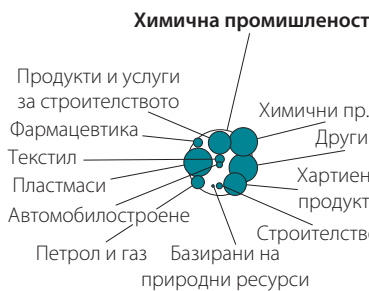 Химична промишленост
Продукти и услуги
за строителството
Фармацевтика
Текстил
Пластмаси
Автомобилостроене
Петрол и газ
Базирани на
природни ресурси
Химични пр.
Други
Хартиен
продукт
Строителство